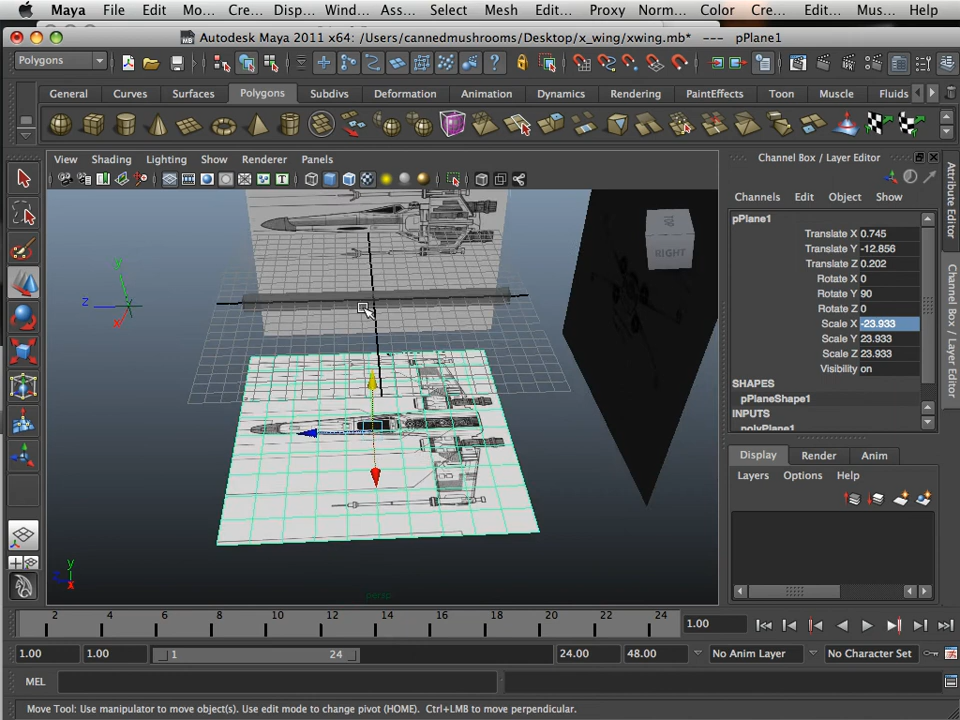 Maya File Edit Mo... Cre... Disp... Wind... Ass... Select Mesh Edit... Proxy Norm... Color Cre... Edit... Mus... Help
Autodesk Maya 2011 x64: /Users/cannedmushrooms/Desktop/x_wing/xwing.mb* --- pPlane1
Polygons
General Curves Surfaces Polygons Subdivs Deformation Animation Dynamics Rendering PaintEffects Toon Muscle Fluids
View Shading Lighting Show Renderer Panels
Channel Box / Layer Editor
Channels Edit Object Show
pPlane1
Translate X 0.745
Translate Y -12.856
Translate Z 0.202
Rotate X 0
Rotate Y 90
Rotate Z 0
Scale X -23.933
Scale Y 23.933
Scale Z 23.933
Visibility on
SHAPES
pPlaneShape1
INPUTS
polyPlane1
Display Render Anim
Layers Options Help
Attribute Editor
Channel Box / Layer Editor
RIGHT
y
z
x
y
x
persp
2 4 6 8 10 12 14 16 18 20 22 24
1.00
1.00 1.00 1 24 24.00 48.00 No Anim Layer No Character Set
MEL
Move Tool: Use manipulator to move object(s). Use edit mode to change pivot (HOME). Ctrl+LMB to move perpendicular.